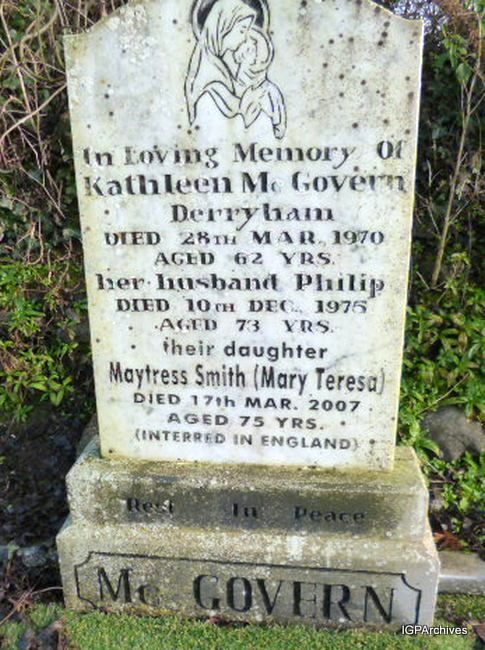 In Loving Memory Of
Kathleen Mc Govern
Derryham
DIED 28TH MAR. 1970
AGED 62 YRS.
her husband Philip
DIED 10TH DEC. 1975
AGED 73 YRS.
their daughter
Maytress Smith (Mary Teresa)
DIED 17th MAR. 2007
AGED 75 YRS.
(INTERRED IN ENGLAND)
Rest In Peace
Mc GOVERN
IGPArchives